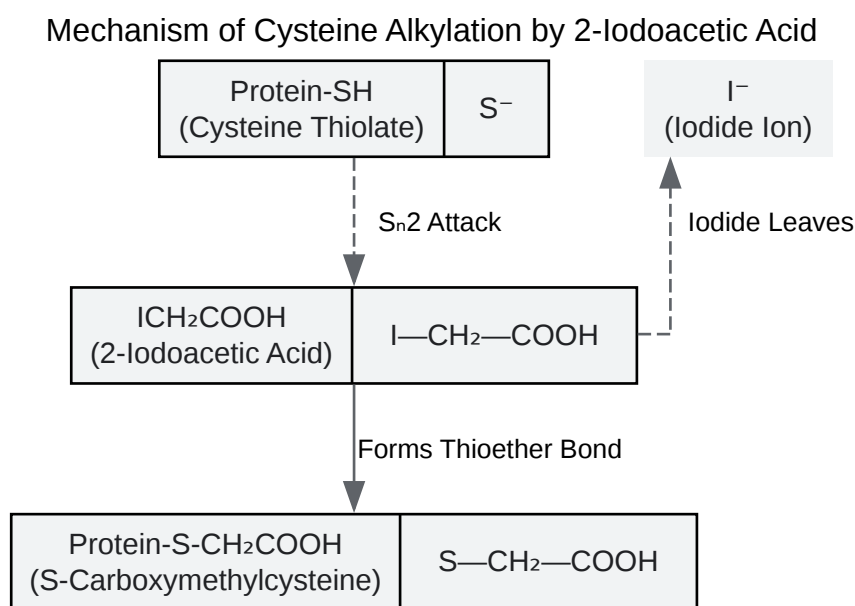 Mechanism of Cysteine Alkylation by 2-Iodoacetic Acid
Protein-SH
(Cysteine Thiolate)
S⁻
I⁻
(Iodide Ion)
Sₙ2 Attack
Iodide Leaves
ICH₂COOH
(2-Iodoacetic Acid)
I—CH₂—COOH
Forms Thioether Bond
Protein-S-CH₂COOH
(S-Carboxymethylcysteine)
S—CH₂—COOH